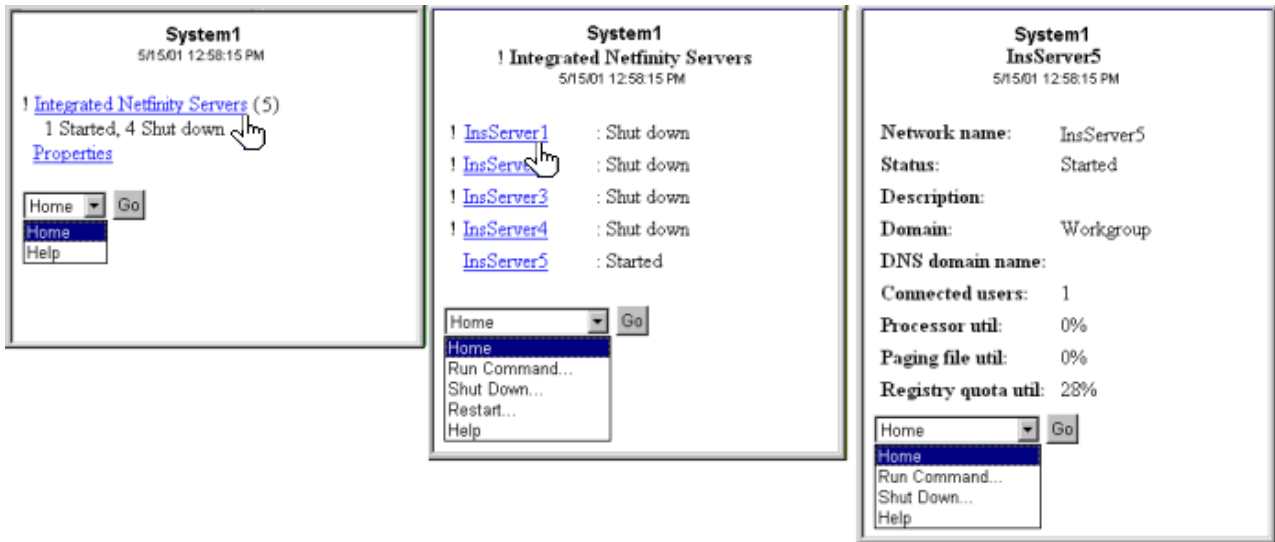 System1
5/15/01 12:58:15 PM
! Integrated Netfinity Servers (5)
1 Started, 4 Shut down
Properties
Home Go
Home
Help
System1
! Integrated Netfinity Servers
5/15/01 12:58:15 PM
! InsServer1 : Shut down
! InsServe : Shut down
! InsServer3 : Shut down
! InsServer4 : Shut down
InsServer5 : Started
Home Go
Home
Run Command...
Shut Down...
Restart...
Help
System1
InsServer5
5/15/01 12:58:15 PM
Network name: InsServer5
Status: Started
Description:
Domain: Workgroup
DNS domain name:
Connected users: 1
Processor util: 0%
Paging file util: 0%
Registry quota util: 28%
Home Go
Home
Run Command...
Shut Down...
Help